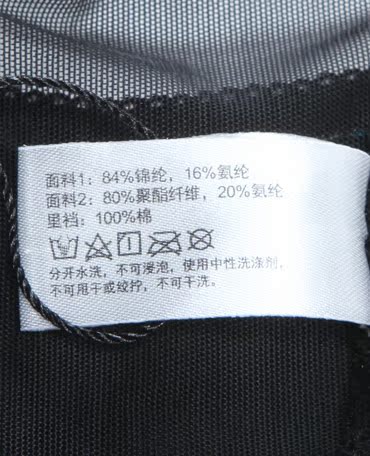 面料1：84%锦纶，16%氨纶
面料2：80%聚酯纤维，20%氨纶
里裆：100%棉
分开水洗，不可浸泡，使用中性洗涤剂，
不可甩干或绞拧，不可干洗。